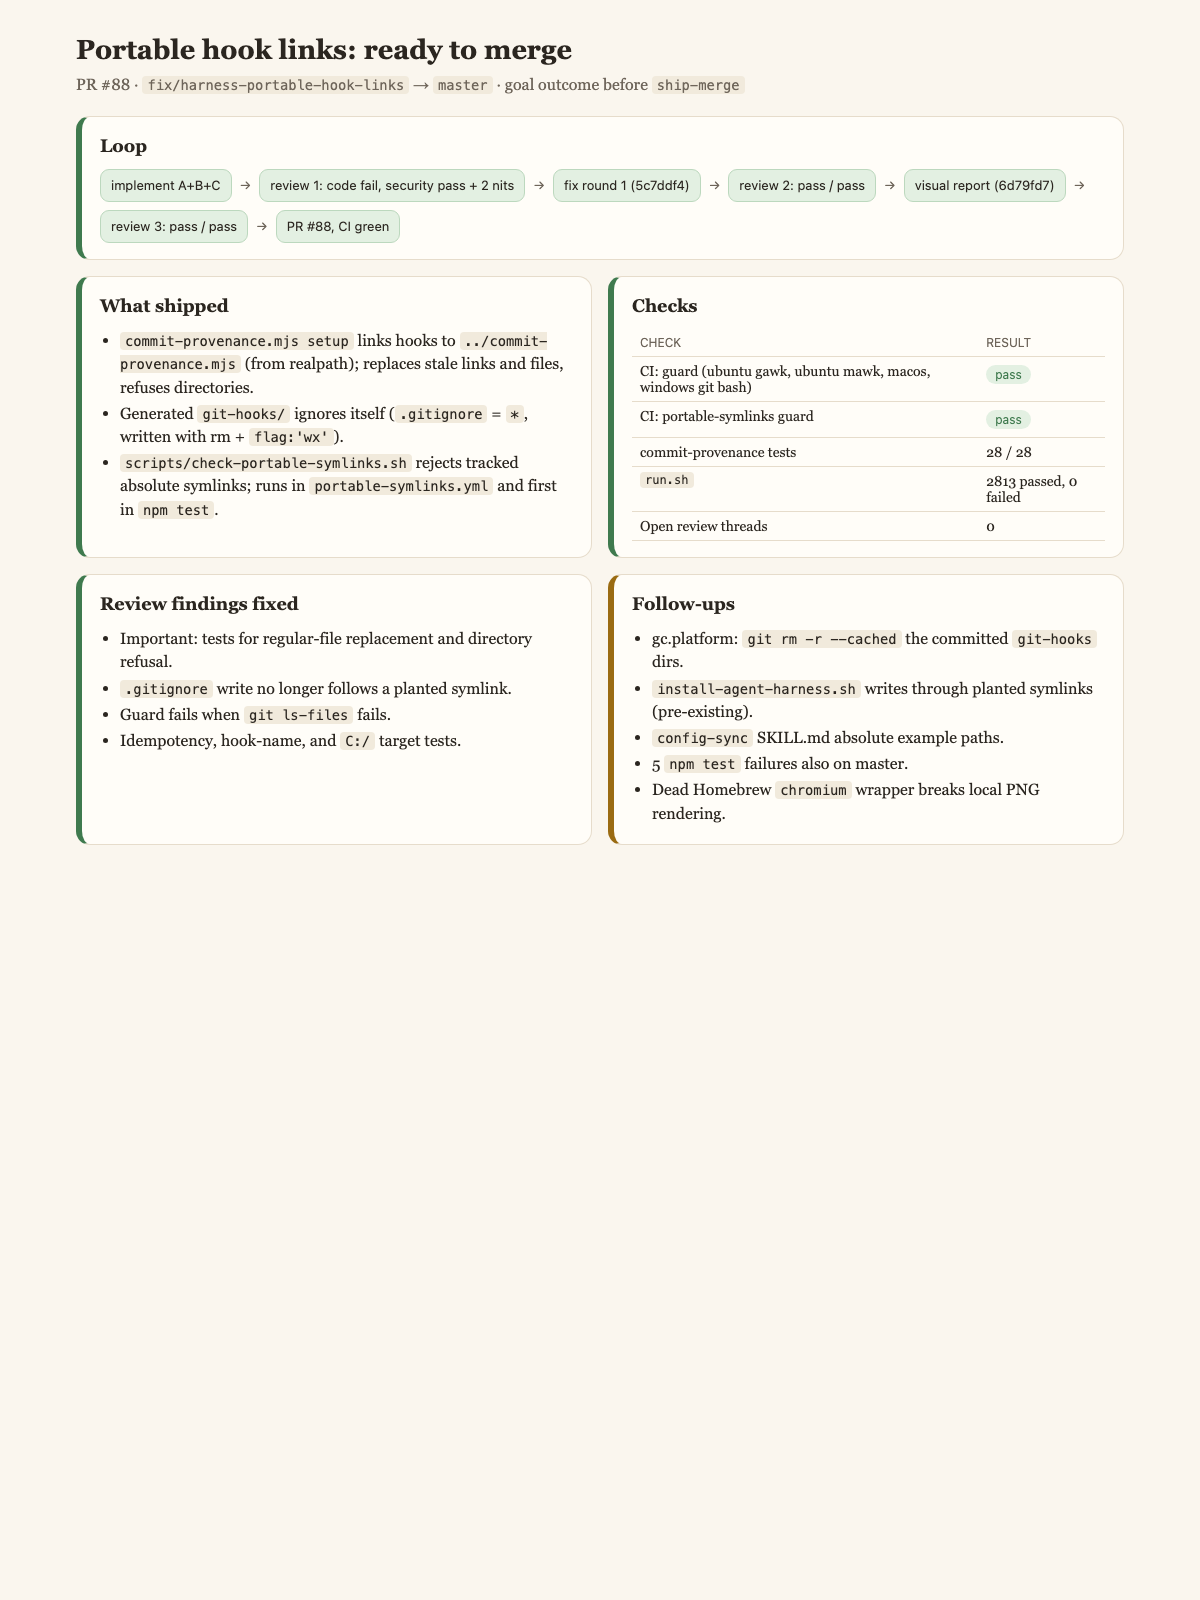 Portable hook links: ready to merge
PR #88 · fix/harness-portable-hook-links → master · goal outcome before ship-merge
Loop
implement A+B+C → review 1: code fail, security pass + 2 nits → fix round 1 (5c7ddf4) → review 2: pass / pass → visual report (6d79fd7) →
review 3: pass / pass → PR #88, CI green
What shipped
• commit-provenance.mjs setup links hooks to ../commit-
provenance.mjs (from realpath); replaces stale links and files,
refuses directories.
• Generated git-hooks/ ignores itself ( .gitignore = *,
written with rm + flag:'wx' ).
• scripts/check-portable-symlinks.sh rejects tracked
absolute symlinks; runs in portable-symlinks.yml and first
in npm test.
Checks
CHECK RESULT
CI: guard (ubuntu gawk, ubuntu mawk, macos, pass
windows git bash)
CI: portable-symlinks guard pass
commit-provenance tests 28 / 28
run.sh 2813 passed, 0
failed
Open review threads 0
Review findings fixed
• Important: tests for regular-file replacement and directory
refusal.
• .gitignore write no longer follows a planted symlink.
• Guard fails when git ls-files fails.
• Idempotency, hook-name, and C:/ target tests.
Follow-ups
• gc.platform: git rm -r --cached the committed git-hooks
dirs.
• install-agent-harness.sh writes through planted symlinks
(pre-existing).
• config-sync SKILL.md absolute example paths.
• 5 npm test failures also on master.
• Dead Homebrew chromium wrapper breaks local PNG
rendering.